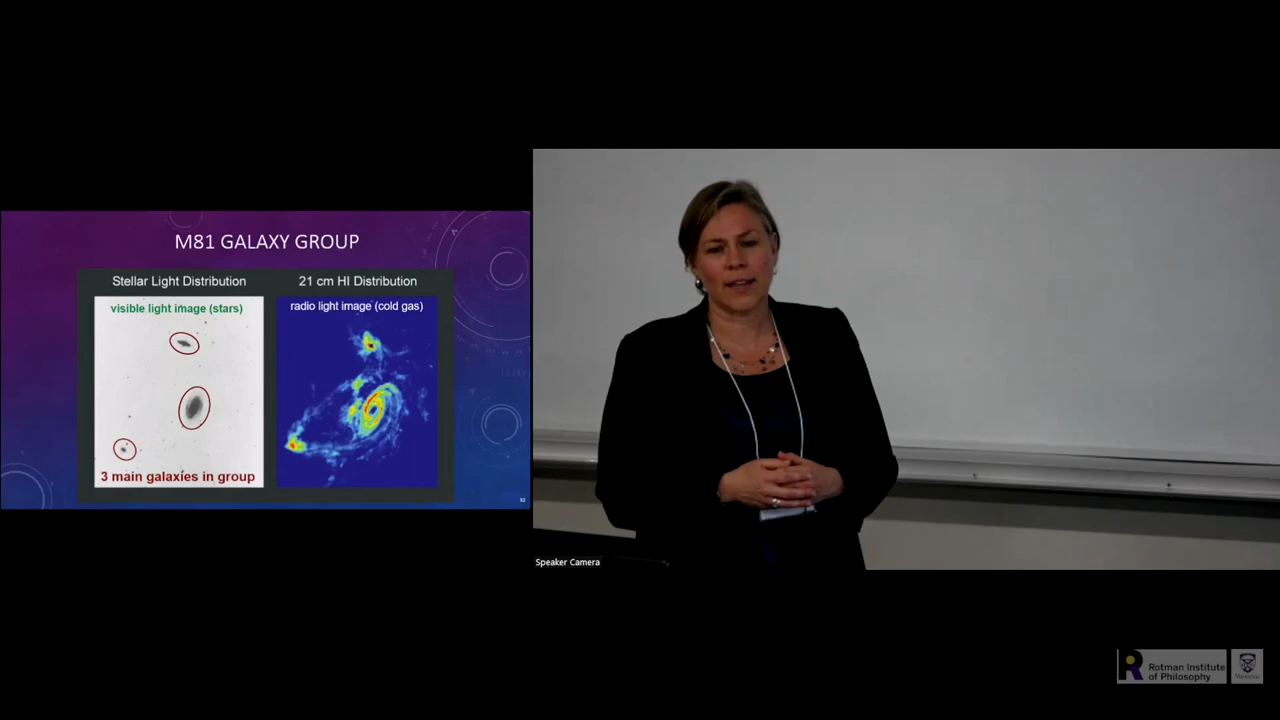 M81 GALAXY GROUP
Stellar Light Distribution
21 cm HI Distribution
visible light image (stars)
radio light image (cold gas)
3 main galaxies in group
Speaker Camera
Rotman Institute
of Philosophy